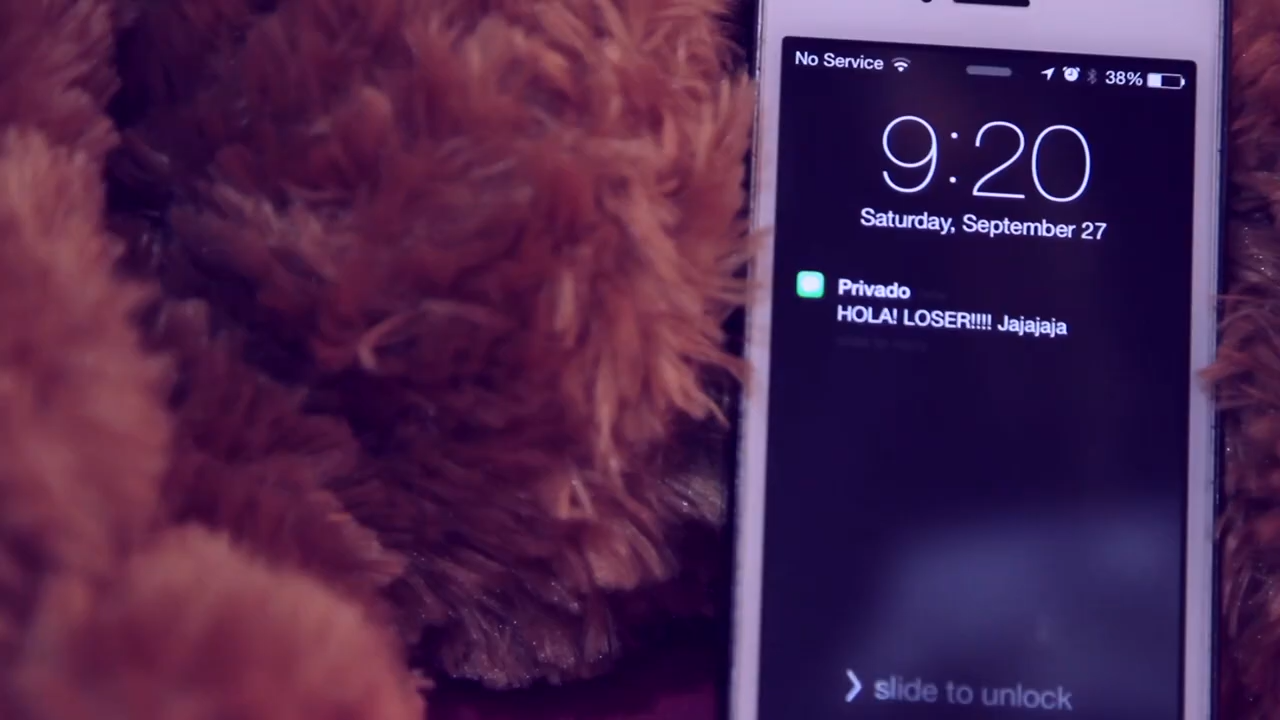 No Service 38%
9:20
Saturday, September 27
Privado
HOLA! LOSER!!!! Jajajaja
slide to unlock